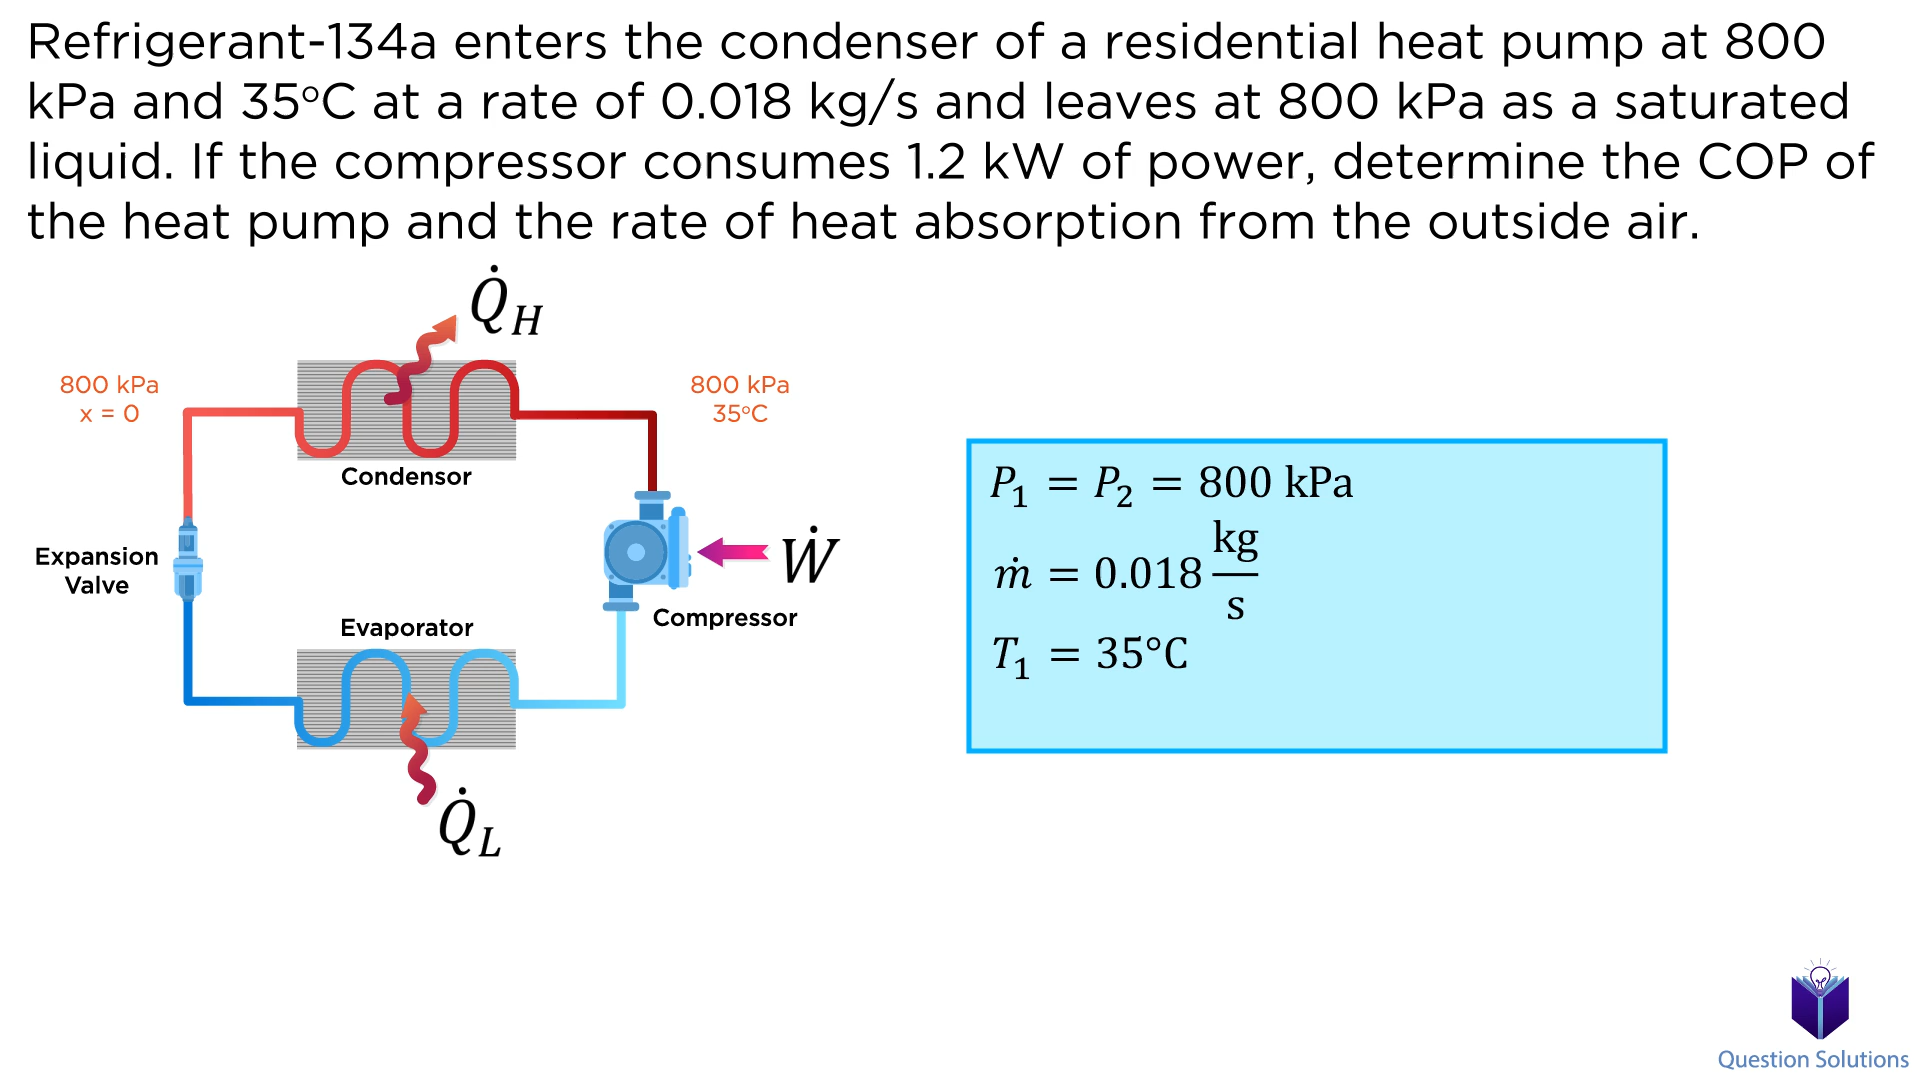 Refrigerant-134a enters the condenser of a residential heat pump at 800
kPa and 35°C at a rate of 0.018 kg/s and leaves at 800 kPa as a saturated
liquid. If the compressor consumes 1.2 kW of power, determine the COP of
the heat pump and the rate of heat absorption from the outside air.
Q̇_H
800 kPa
x = 0
800 kPa
35°C
Condensor
Expansion
Valve
Ẇ
Compressor
Evaporator
Q̇_L
P₁ = P₂ = 800 kPa
ṁ = 0.018 kg/s
T₁ = 35°C
Question Solutions